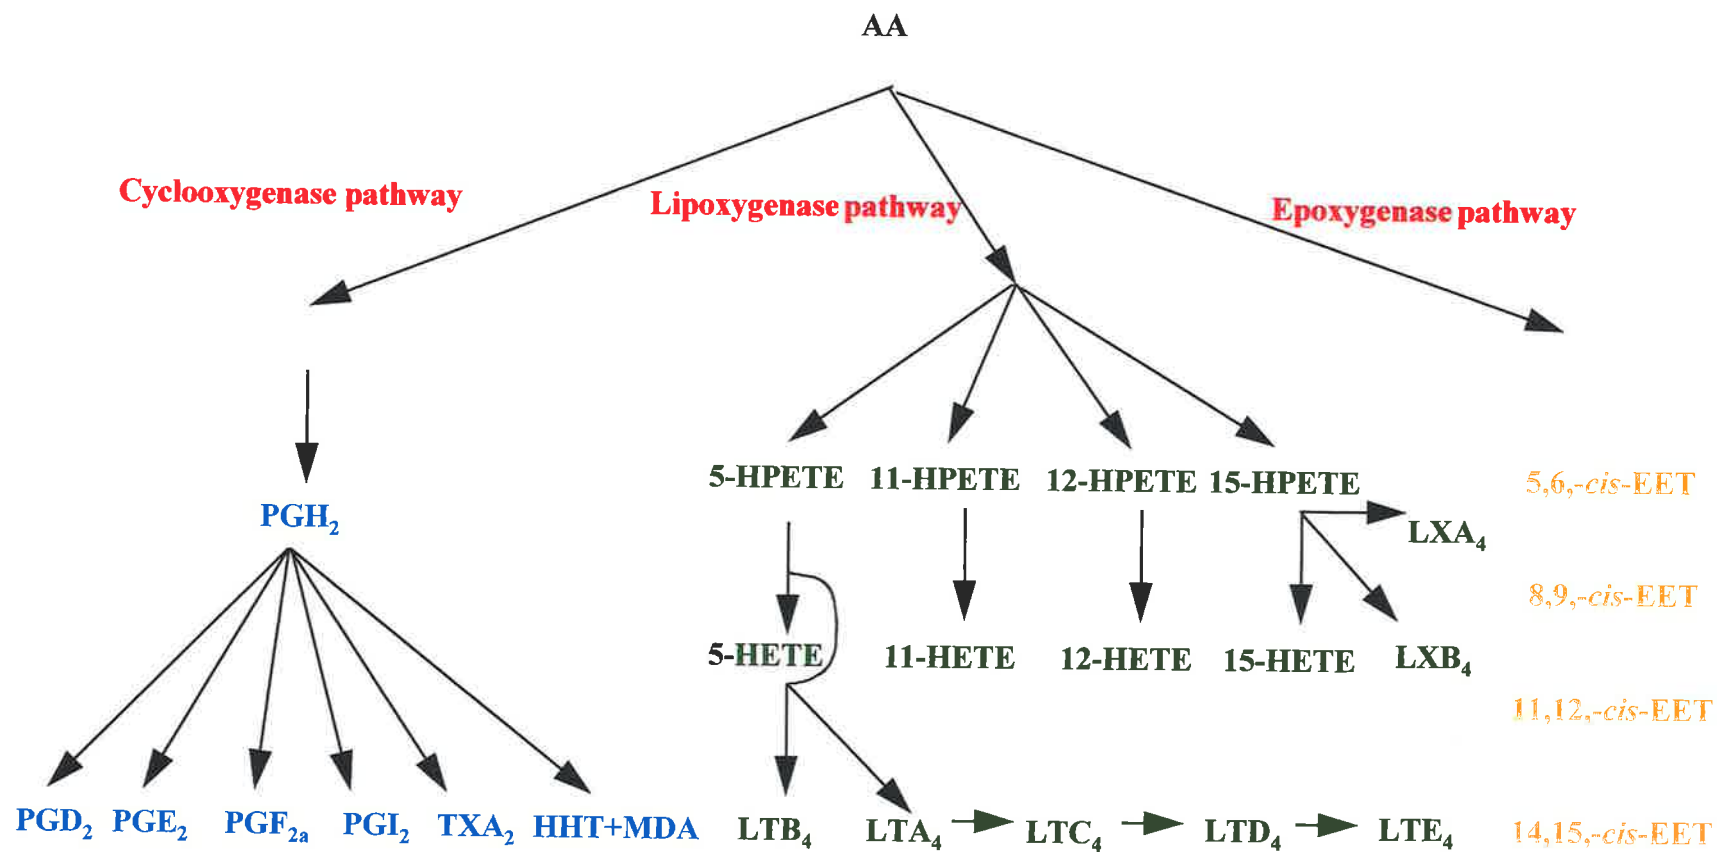 AA
Cyclooxygenase pathway
Lipoxygenase pathway
Epoxygenase pathway
5-HPETE 11-HPETE 12-HPETE 15-HPETE
5,6,-cis-EET
PGH₂
LXA₄
8,9,-cis-EET
5-HETE 11-HETE 12-HETE 15-HETE LXB₄
11,12,-cis-EET
PGD₂ PGE₂ PGF₂ₐ PGI₂ TXA₂ HHT+MDA LTB₄ LTA₄ LTC₄ LTD₄ LTE₄
14,15,-cis-EET